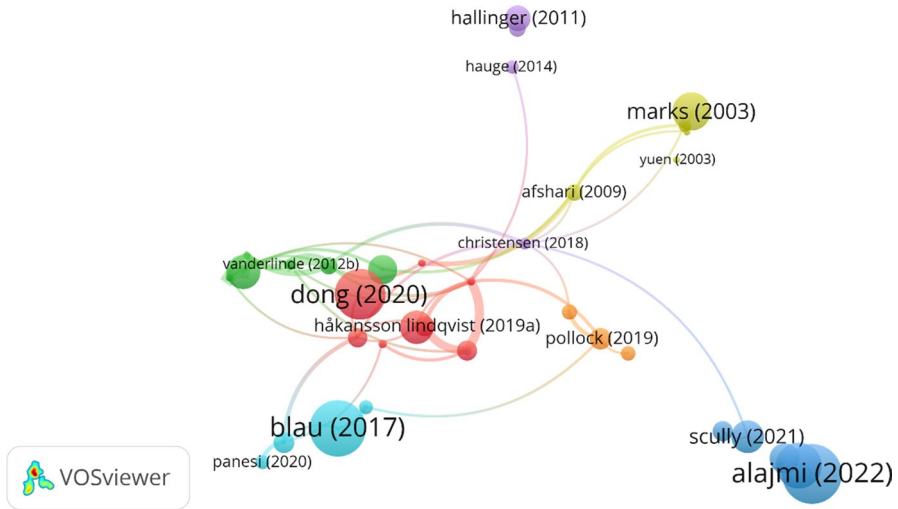 hallinger (2011)
hauge (2014)
marks (2003)
yuen (2003)
afshari (2009)
christensen (2018)
vanderlinde (2012b)
dong (2020)
håkansson lindqvist (2019a)
pollock (2019)
blau (2017)
scully (2021)
panesi (2020)
alajmi (2022)
VOSviewer